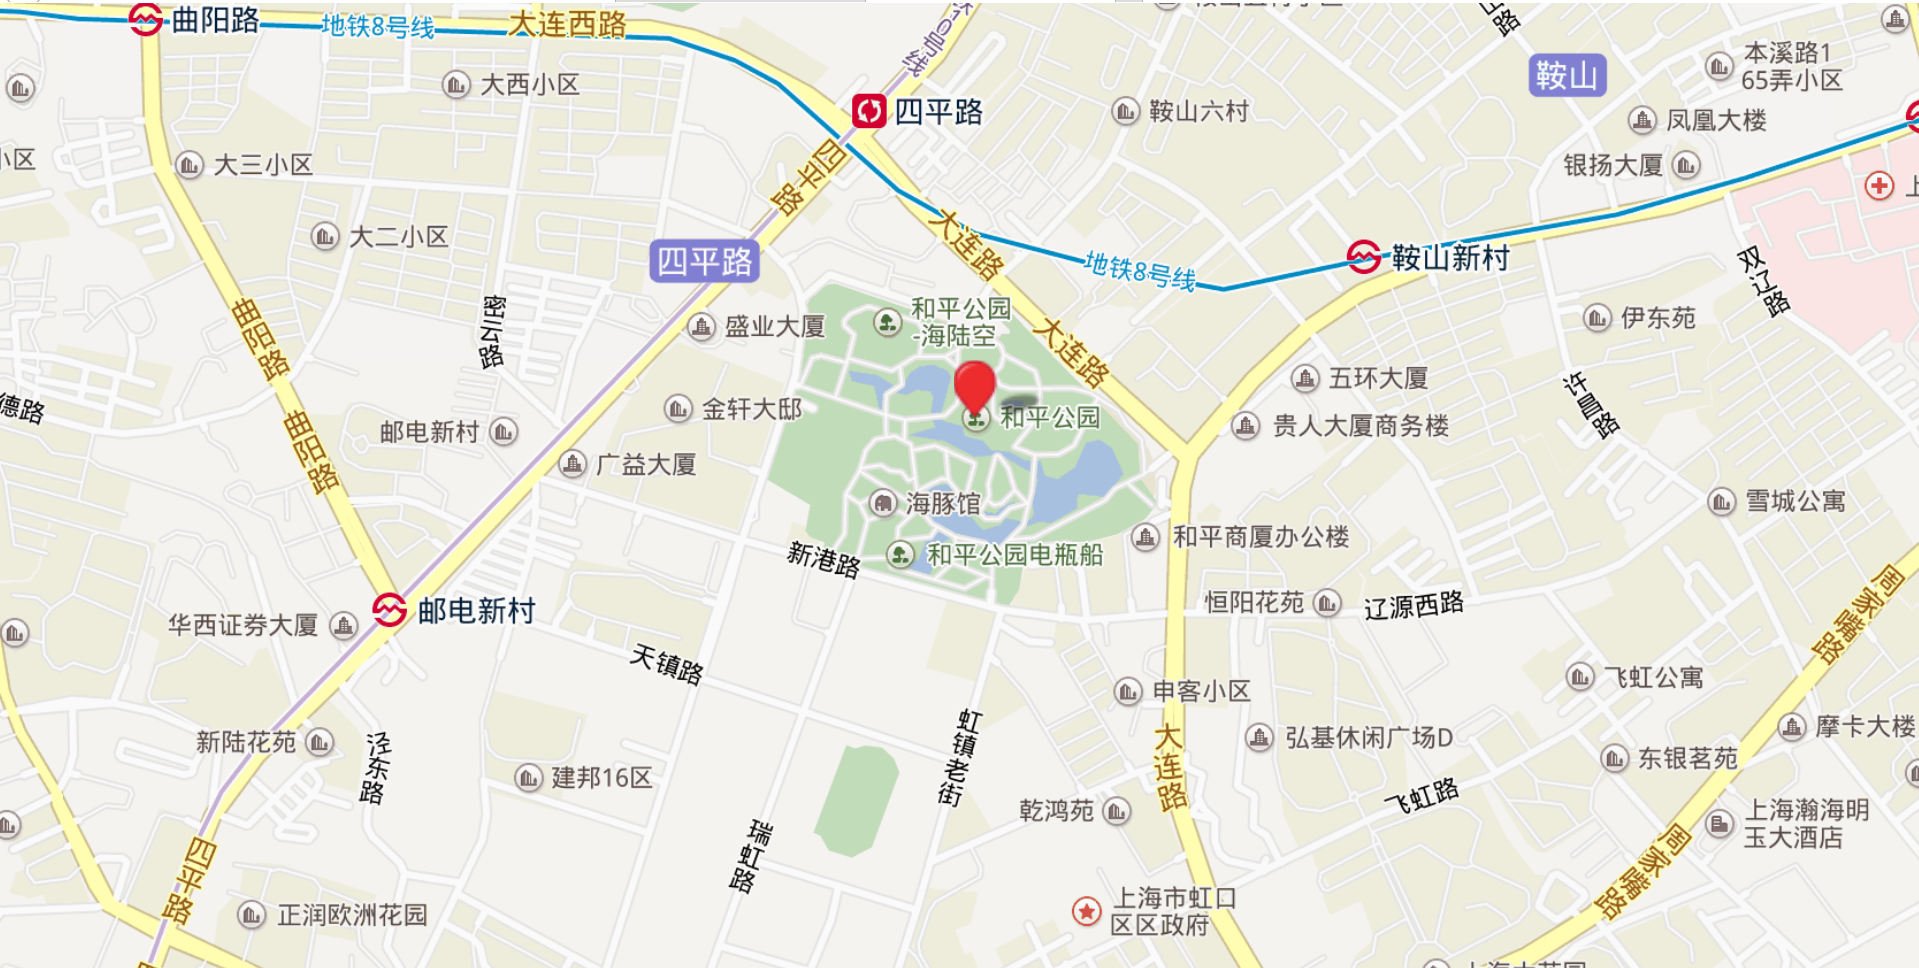 曲阳路
地铁8号线
大连西路
号线
鞍山
本溪路1
65弄小区
大西小区
四平路
鞍山六村
凤凰大楼
小区
大三小区
四平路
银扬大厦
上
大二小区
四平路
大连路
地铁8号线
鞍山新村
双辽路
曲阳路
密云路
盛业大厦
和平公园
-海陆空
大连路
伊东苑
德路
金轩大邸
和平公园
五环大厦
许昌路
邮电新村
贵人大厦商务楼
曲阳路
广益大厦
海豚馆
雪城公寓
新港路
和平公园电瓶船
和平商厦办公楼
周家嘴路
华西证券大厦
邮电新村
恒阳花苑
辽源西路
天镇路
申客小区
飞虹公寓
新陆花苑
泾东路
虹镇老街
大连路
弘基休闲广场D
摩卡大楼
东银茗苑
建邦16区
乾鸿苑
飞虹路
上海瀚海明
玉大酒店
瑞虹路
四平路
周家嘴路
正润欧洲花园
上海市虹口
区区政府